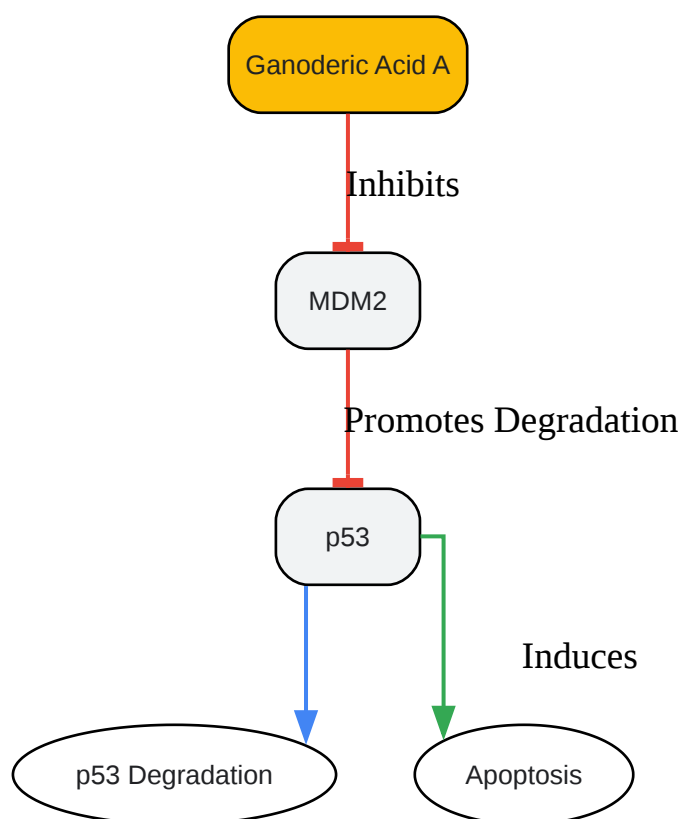 Ganoderic Acid A
Inhibits
MDM2
Promotes Degradation
p53
Induces
p53 Degradation
Apoptosis